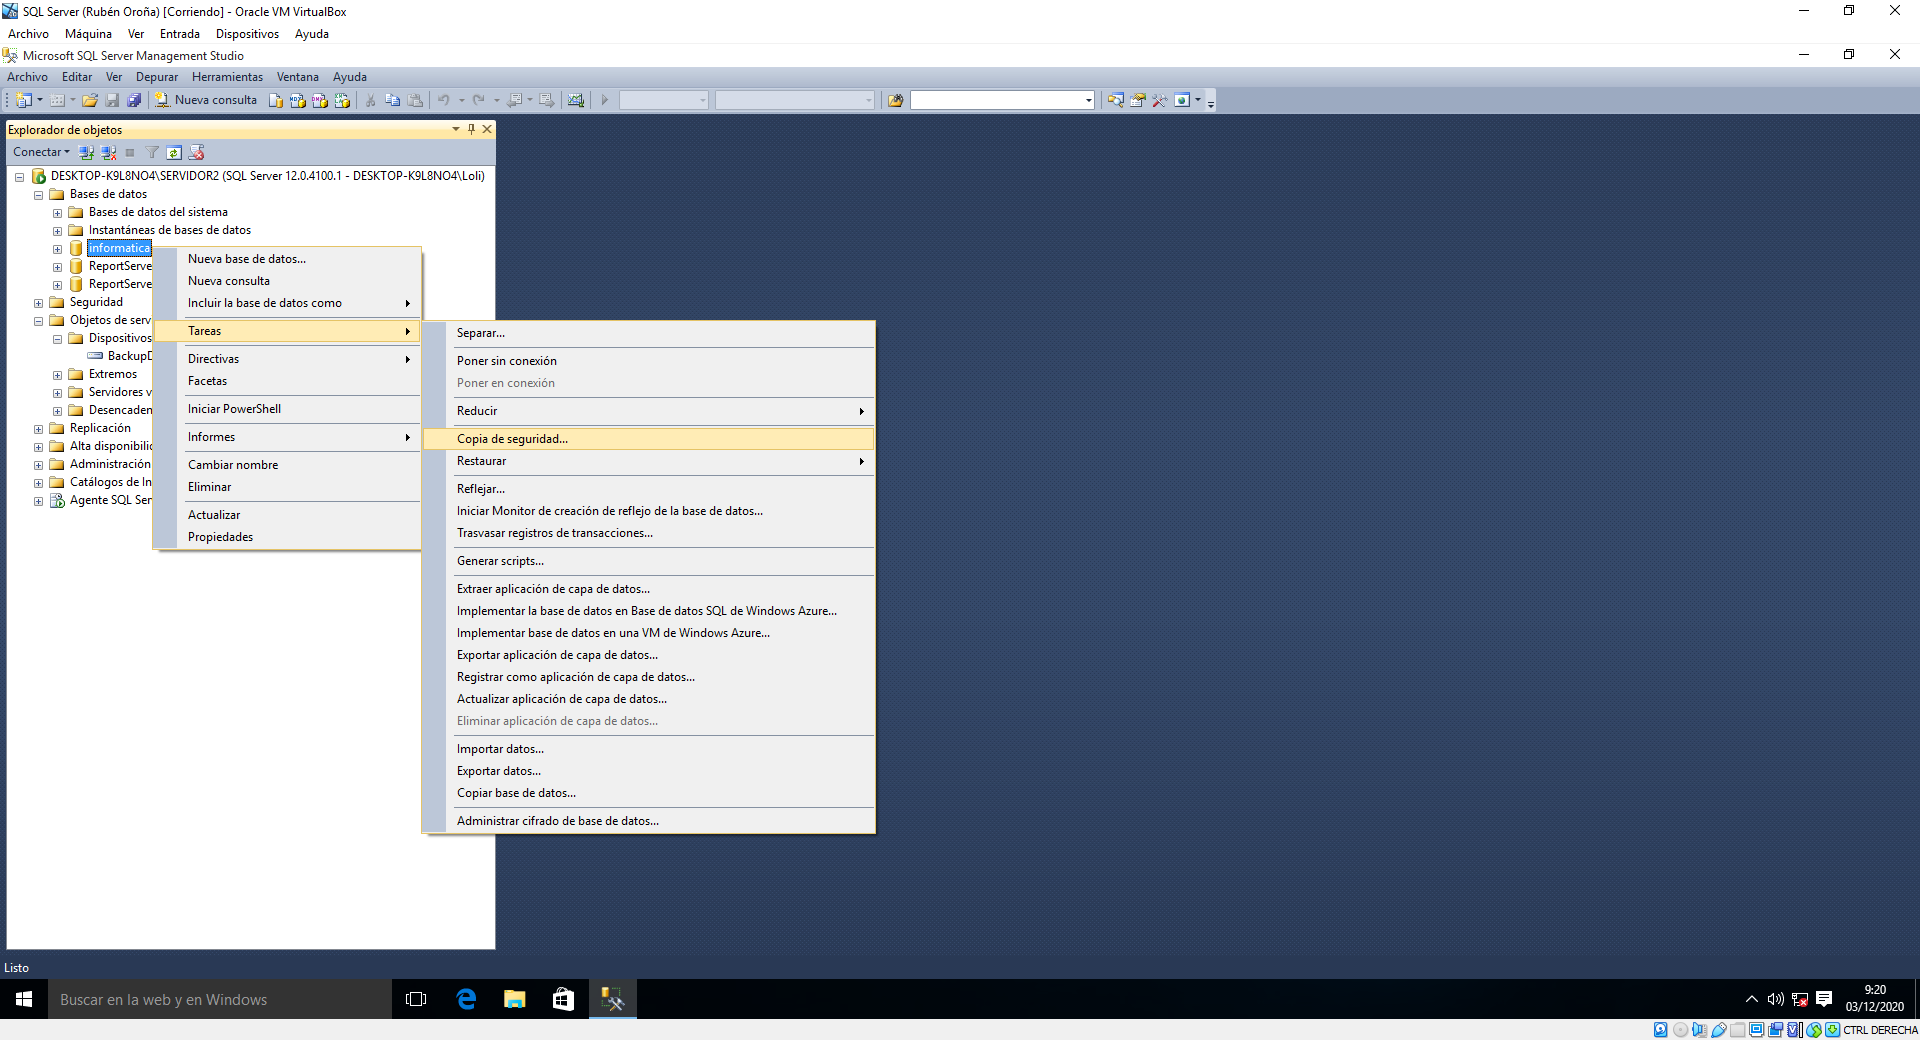 SQL Server (Rubén Oroña) [Corriendo] - Oracle VM VirtualBox
Archivo Máquina Ver Entrada Dispositivos Ayuda
Microsoft SQL Server Management Studio
Archivo Editar Ver Depurar Herramientas Ventana Ayuda
Nueva consulta
Explorador de objetos
Conectar
DESKTOP-K9L8NO4\SERVIDOR2 (SQL Server 12.0.4100.1 - DESKTOP-K9L8NO4\Loli)
Bases de datos
Bases de datos del sistema
Instantáneas de bases de datos
informatica
ReportServe
ReportServe
Seguridad
Objetos de serv
Dispositivos
BackupD
Extremos
Servidores v
Desencaden
Replicación
Alta disponibili
Administración
Catálogos de In
Agente SQL Ser
Nueva base de datos...
Nueva consulta
Incluir la base de datos como
Tareas
Directivas
Facetas
Iniciar PowerShell
Informes
Cambiar nombre
Eliminar
Actualizar
Propiedades
Separar...
Poner sin conexión
Poner en conexión
Reducir
Copia de seguridad...
Restaurar
Reflejar...
Iniciar Monitor de creación de reflejo de la base de datos...
Trasvasar registros de transacciones...
Generar scripts...
Extraer aplicación de capa de datos...
Implementar la base de datos en Base de datos SQL de Windows Azure...
Implementar base de datos en una VM de Windows Azure...
Exportar aplicación de capa de datos...
Registrar como aplicación de capa de datos...
Actualizar aplicación de capa de datos...
Eliminar aplicación de capa de datos...
Importar datos...
Exportar datos...
Copiar base de datos...
Administrar cifrado de base de datos...
Listo
Buscar en la web y en Windows
9:20
03/12/2020
CTRL DERECHA